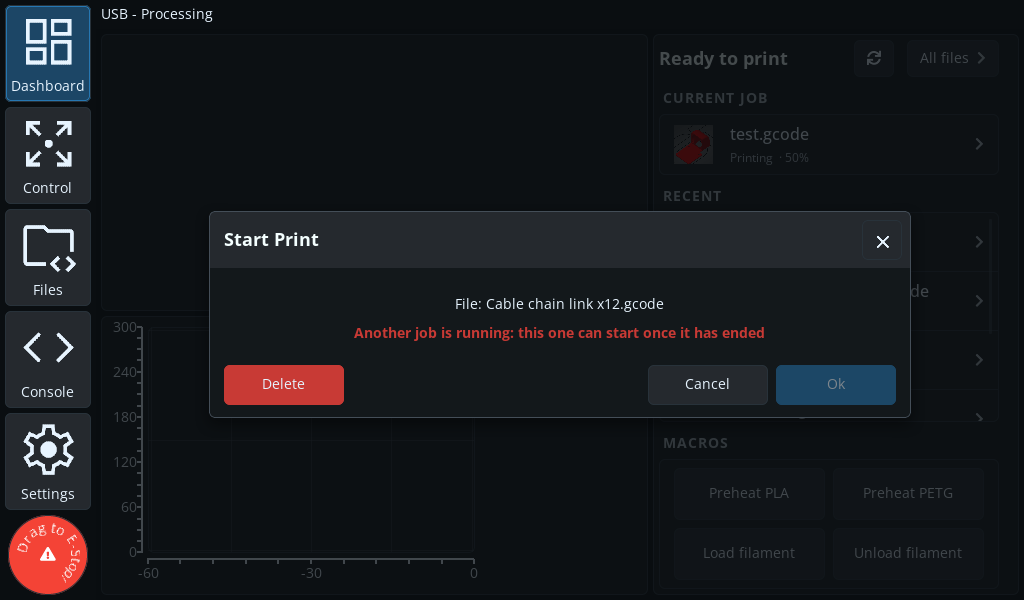 USB - Processing
Dashboard
Control
Files
Console
Settings
Drag to E-Stop!
Ready to print
All files
CURRENT JOB
test.gcode
Printing · 50%
RECENT
de
Start Print
File: Cable chain link x12.gcode
Another job is running: this one can start once it has ended
Delete
Cancel
Ok
300
240
180
120
60
0
-60
-30
0
MACROS
Preheat PLA
Preheat PETG
Load filament
Unload filament